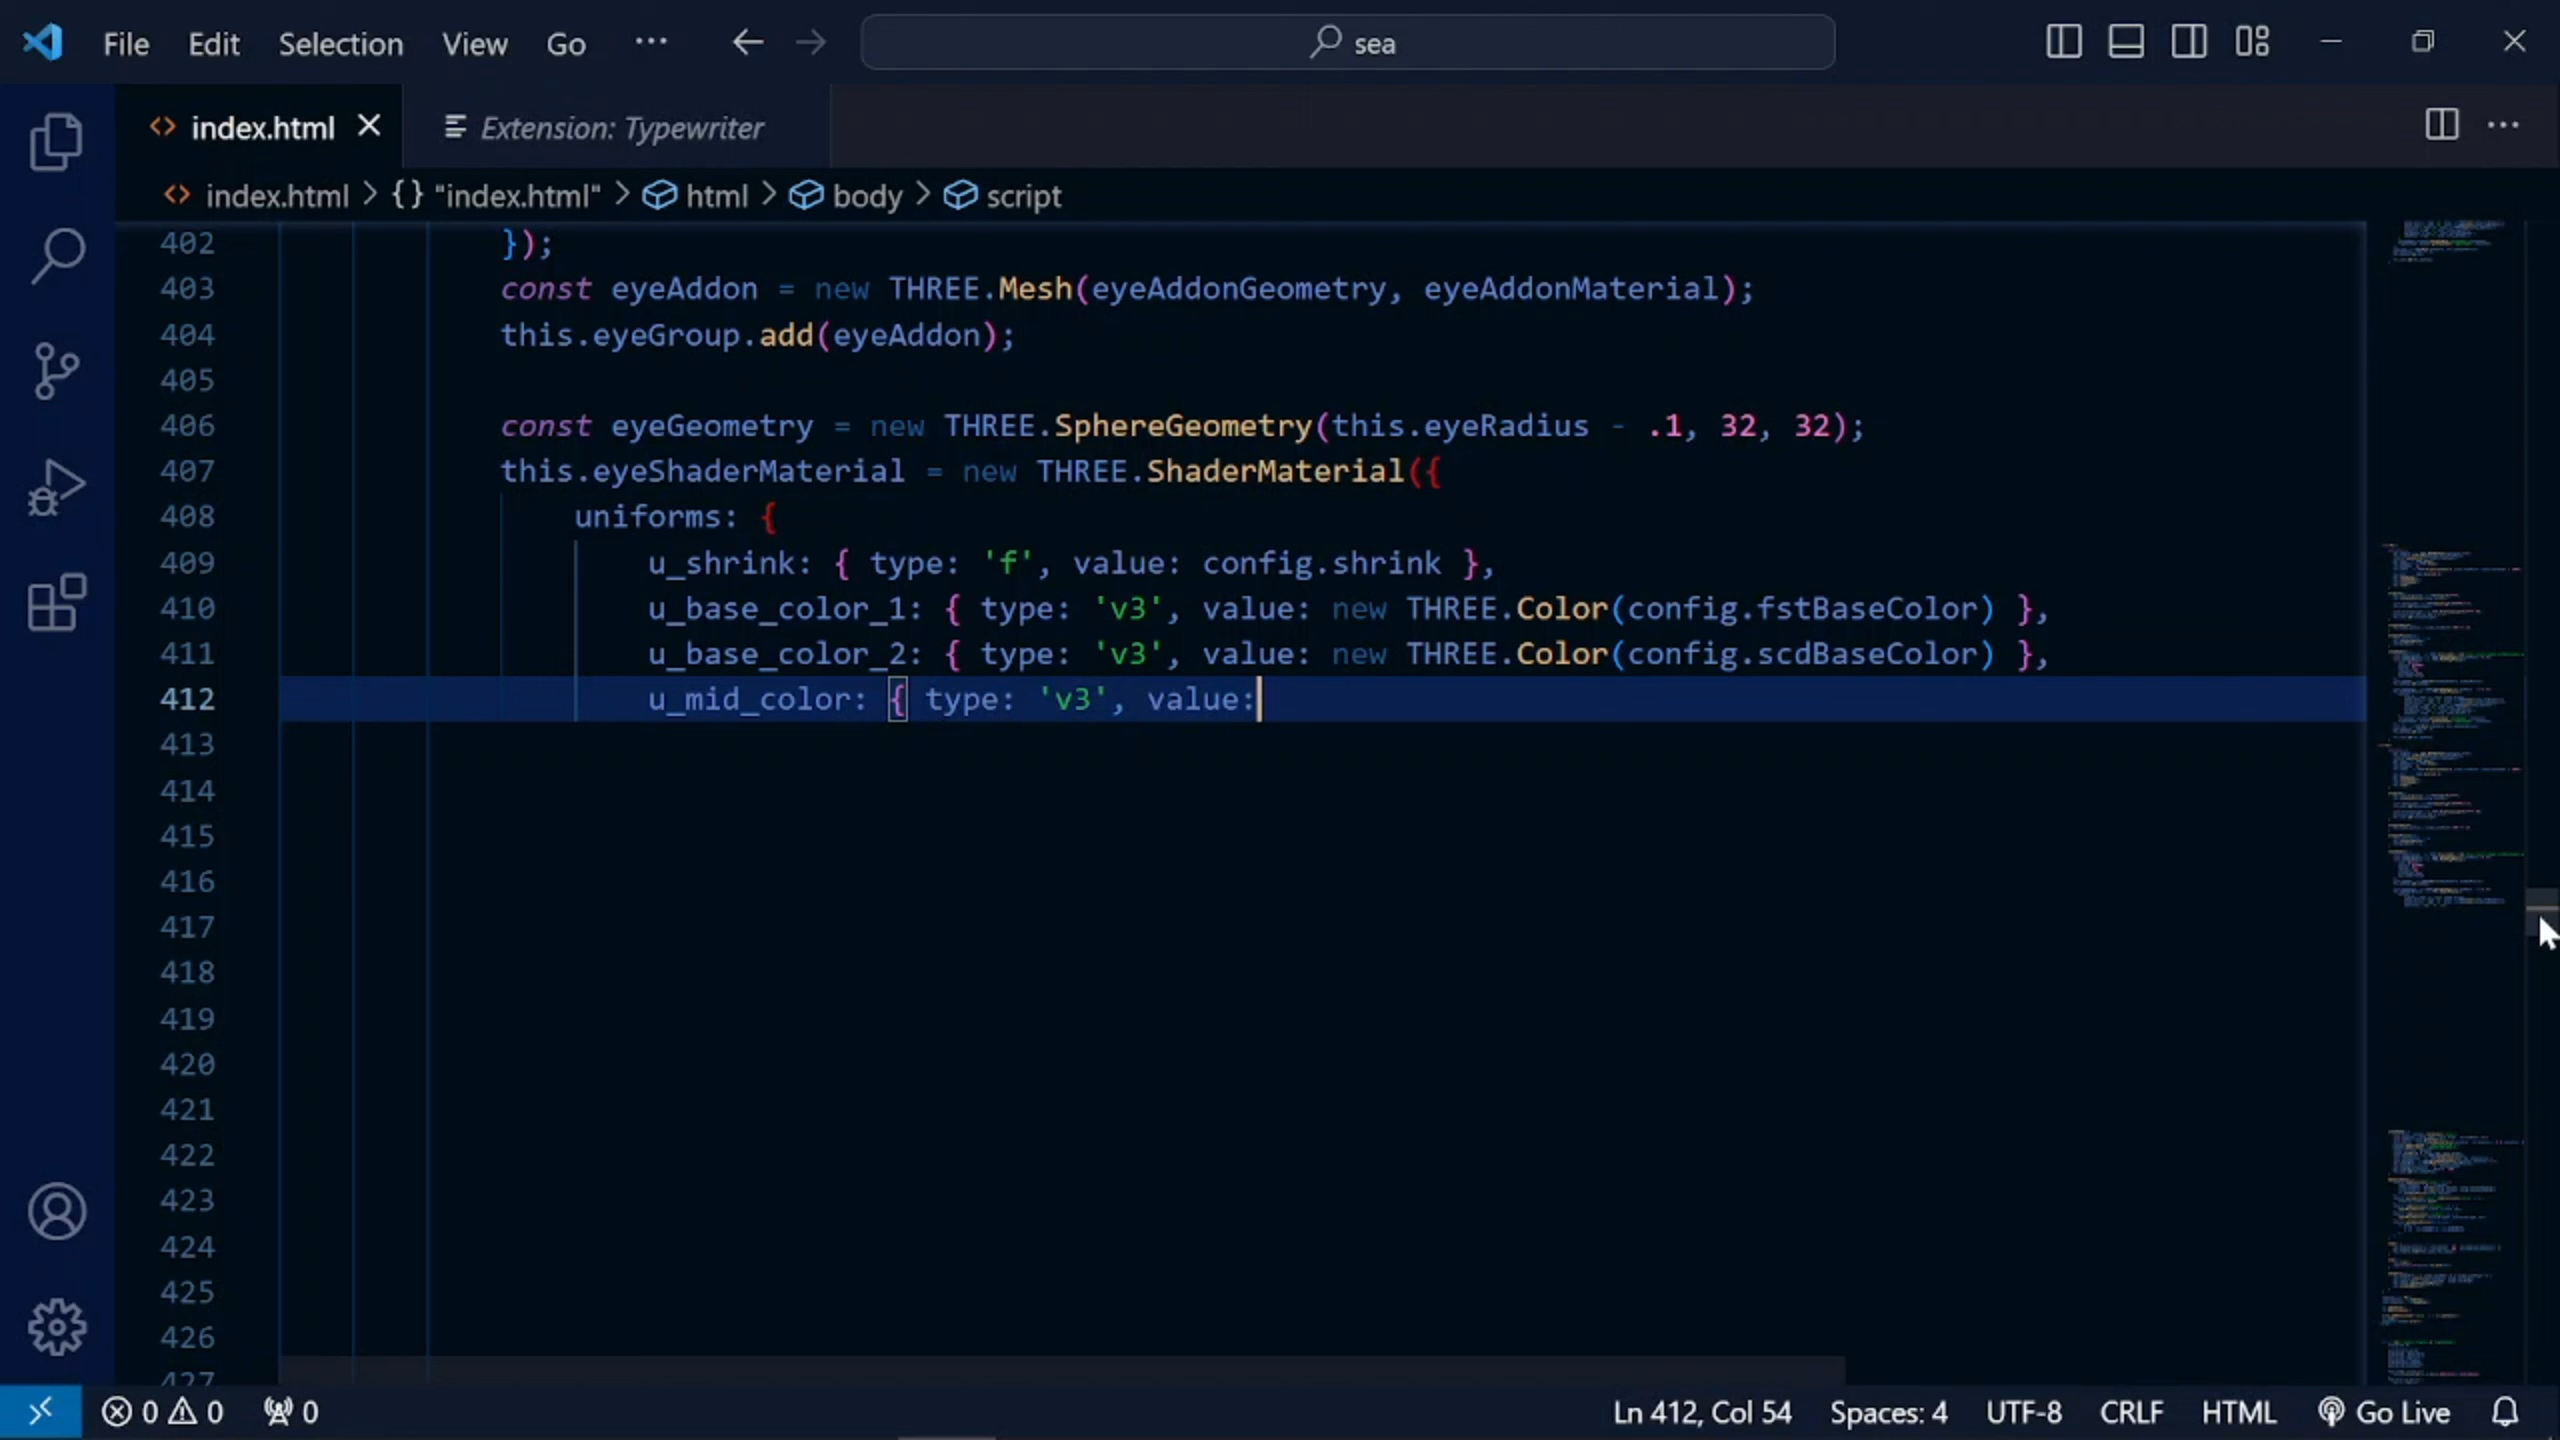 File Edit Selection View Go ··· sea
index.html Extension: Typewriter
index.html > {} "index.html" > html > body > script
402 });
403 const eyeAddon = new THREE.Mesh(eyeAddonGeometry, eyeAddonMaterial);
404 this.eyeGroup.add(eyeAddon);
405
406 const eyeGeometry = new THREE.SphereGeometry(this.eyeRadius - .1, 32, 32);
407 this.eyeShaderMaterial = new THREE.ShaderMaterial({
408 uniforms: {
409 u_shrink: { type: 'f', value: config.shrink },
410 u_base_color_1: { type: 'v3', value: new THREE.Color(config.fstBaseColor) },
411 u_base_color_2: { type: 'v3', value: new THREE.Color(config.scdBaseColor) },
412 u_mid_color: { type: 'v3', value:
413
414
415
416
417
418
419
420
421
422
423
424
425
426
427
0 0 0 Ln 412, Col 54 Spaces: 4 UTF-8 CRLF HTML Go Live